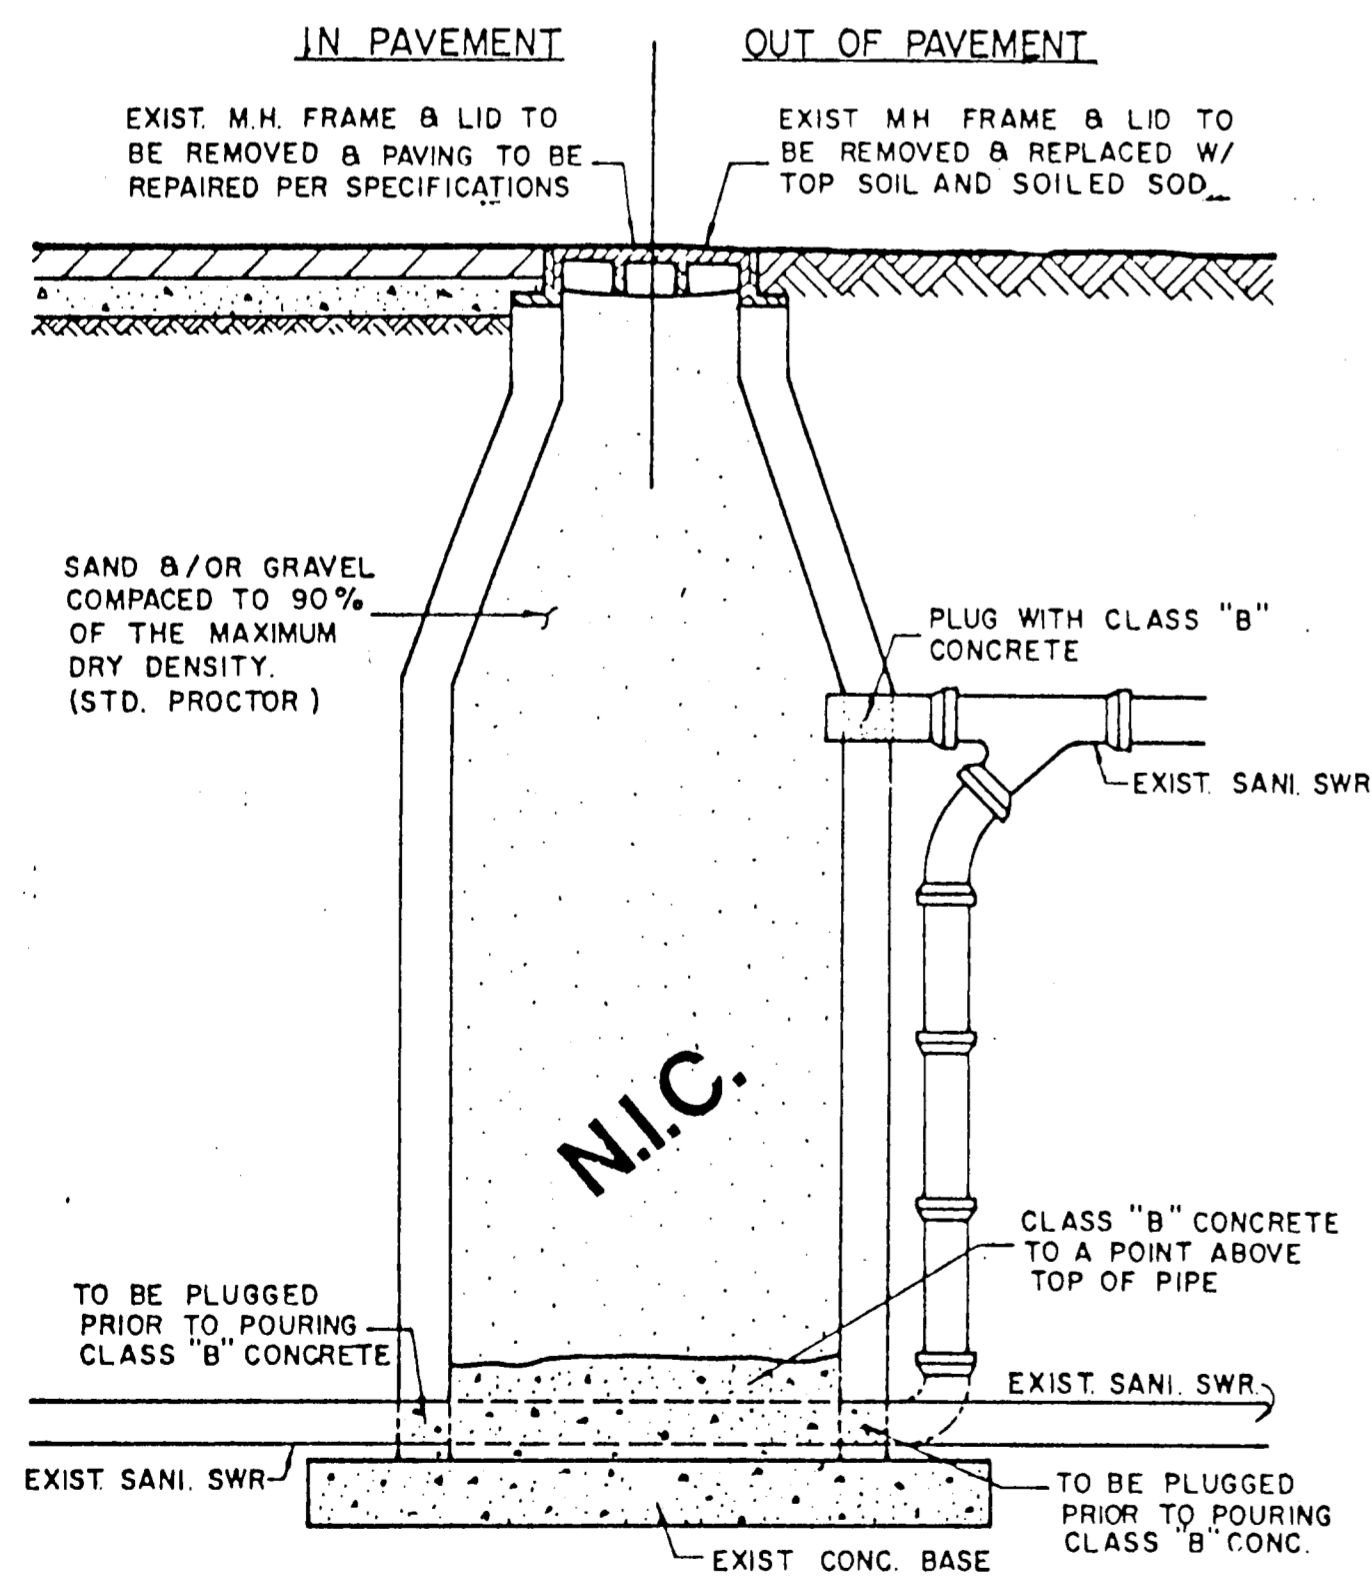 IN PAVEMENT
OUT OF PAVEMENT
EXIST. M.H. FRAME & LID TO
BE REMOVED & PAVING TO BE
REPAIRED PER SPECIFICATIONS
EXIST MH FRAME & LID TO
BE REMOVED & REPLACED W/
TOP SOIL AND SOILED SOD
SAND &/OR GRAVEL
COMPACED TO 90%
OF THE MAXIMUM
DRY DENSITY.
(STD. PROCTOR)
PLUG WITH CLASS "B"
CONCRETE
EXIST. SANI. SWR
N.I.C.
CLASS "B" CONCRETE
TO A POINT ABOVE
TOP OF PIPE
TO BE PLUGGED
PRIOR TO POURING
CLASS "B" CONCRETE
EXIST. SANI. SWR.
EXIST. SANI. SWR
TO BE PLUGGED
PRIOR TO POURING
CLASS "B" CONC.
EXIST CONC. BASE